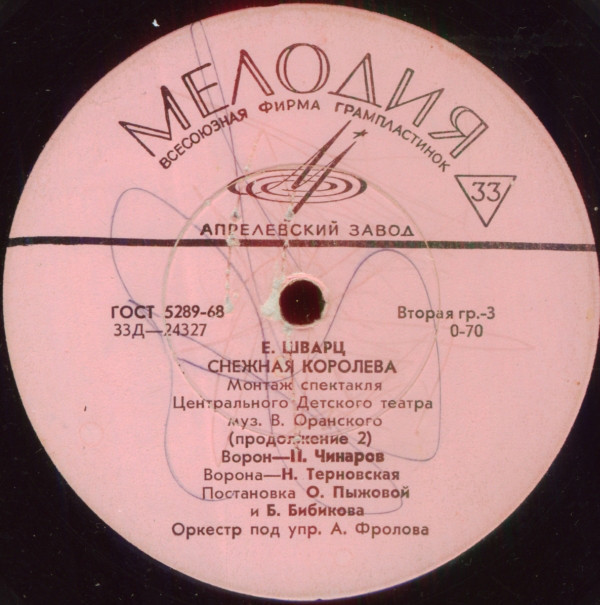 МЕЛОДИЯ
ВСЕСОЮЗНАЯ ФИРМА ГРАМПЛАСТИНОК
33
АПРЕЛЕВСКИЙ ЗАВОД
ГОСТ 5289-68
33Д—24327
Вторая гр.-3
0-70
Е. ШВАРЦ
СНЕЖНАЯ КОРОЛЕВА
Монтаж спектакля
Центрального Детского театра
муз. В. Оранского
(продолжение 2)
Ворон—П. Чинаров
Ворона—Н. Терновская
Постановка О. Пыжовой
и Б. Бибикова
Оркестр под упр. А. Фролова